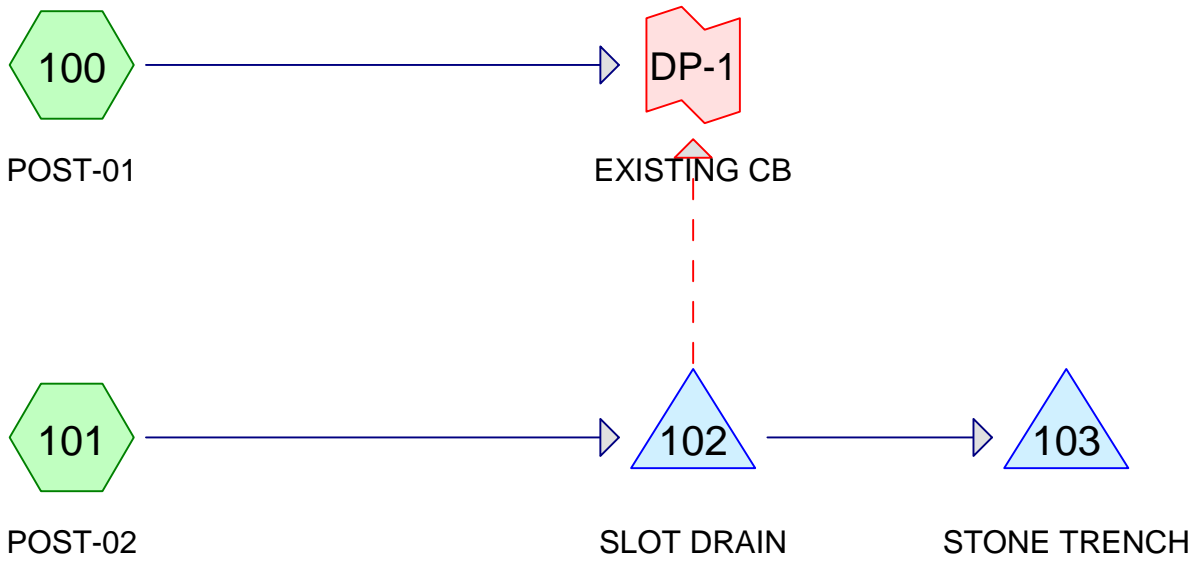 100
DP-1
POST-01
EXISTING CB
101
102
103
POST-02
SLOT DRAIN
STONE TRENCH